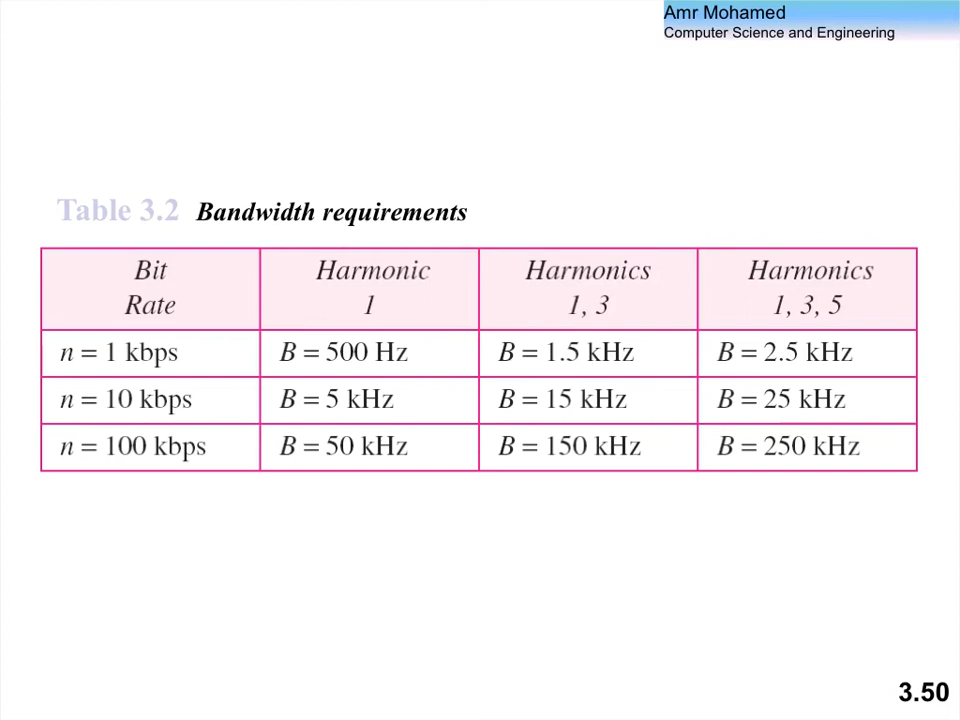 Amr Mohamed
Computer Science and Engineering
Table 3.2 Bandwidth requirements
Bit Rate Harmonic 1 Harmonics 1, 3 Harmonics 1, 3, 5
n = 1 kbps B = 500 Hz B = 1.5 kHz B = 2.5 kHz
n = 10 kbps B = 5 kHz B = 15 kHz B = 25 kHz
n = 100 kbps B = 50 kHz B = 150 kHz B = 250 kHz
3.50